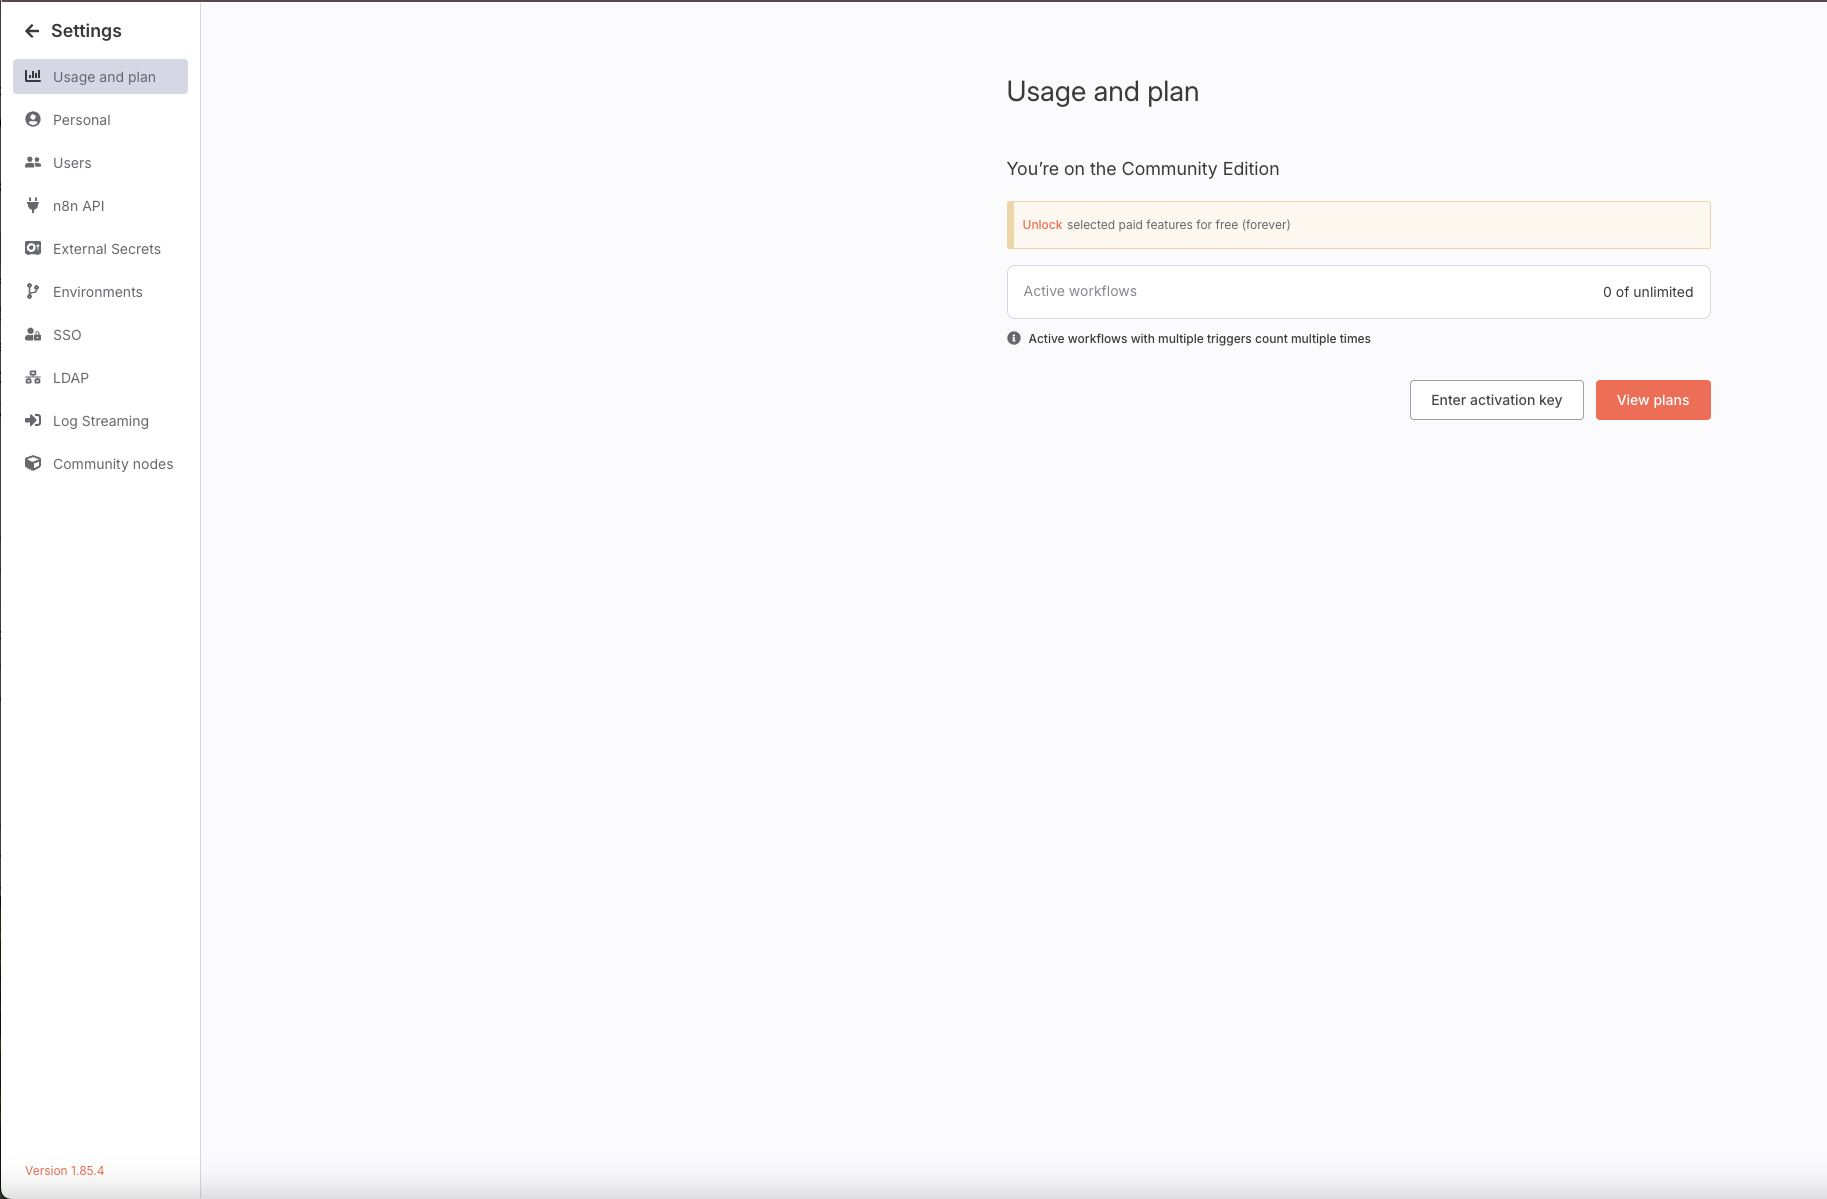 Settings
Usage and plan
Personal
Users
n8n API
External Secrets
Environments
SSO
LDAP
Log Streaming
Community nodes
Version 1.85.4
Usage and plan
You’re on the Community Edition
Unlock selected paid features for free (forever)
Active workflows 0 of unlimited
Active workflows with multiple triggers count multiple times
Enter activation key View plans